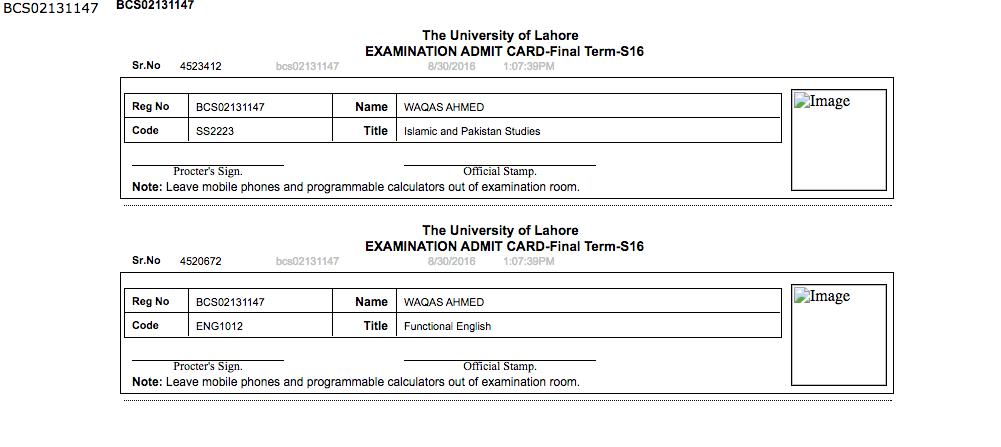 BCS02131147 BCS02131147
The University of Lahore
EXAMINATION ADMIT CARD-Final Term-S16
Sr.No 4523412 bcs02131147 8/30/2016 1:07:39PM
Reg No BCS02131147 Name WAQAS AHMED
Image
Code SS2223 Title Islamic and Pakistan Studies
Procter's Sign. Official Stamp.
Note: Leave mobile phones and programmable calculators out of examination room.
The University of Lahore
EXAMINATION ADMIT CARD-Final Term-S16
Sr.No 4520672 bcs02131147 8/30/2016 1:07:39PM
Reg No BCS02131147 Name WAQAS AHMED
Image
Code ENG1012 Title Functional English
Procter's Sign. Official Stamp.
Note: Leave mobile phones and programmable calculators out of examination room.